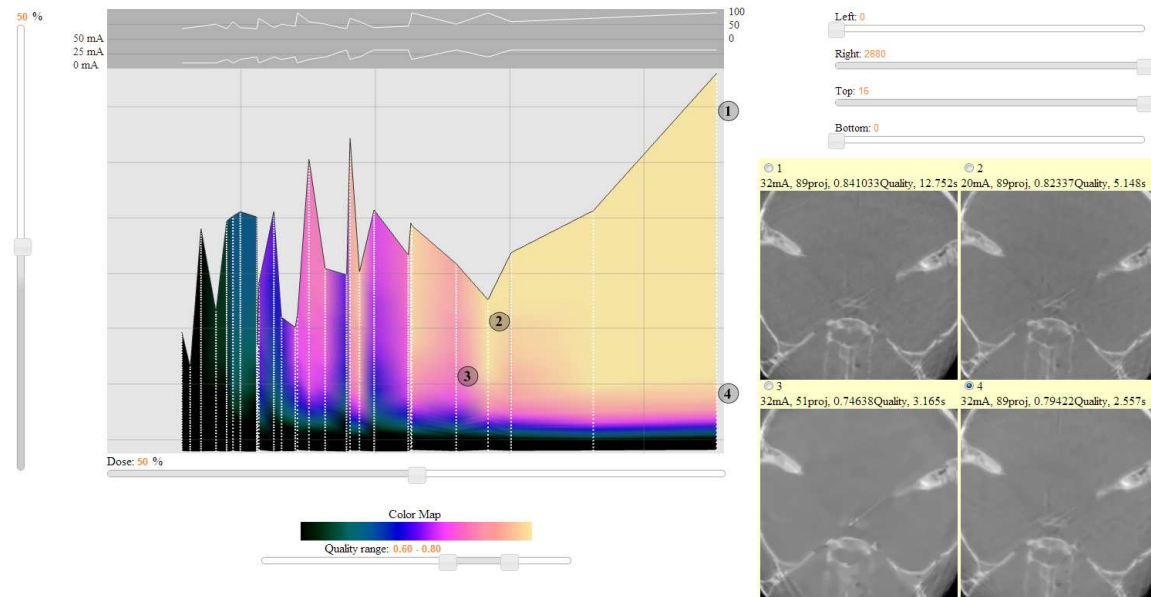 50 %
100
50
0
50 mA
25 mA
0 mA
1
2
3
4
Dose: 50 %
Color Map
Quality range: 0.60 - 0.80
Left: 0
Right: 2880
Top: 16
Bottom: 0
1
32mA, 89proj, 0.841033Quality, 12.752s
2
20mA, 89proj, 0.82337Quality, 5.148s
3
32mA, 51proj, 0.74638Quality, 3.165s
4
32mA, 89proj, 0.79422Quality, 2.557s